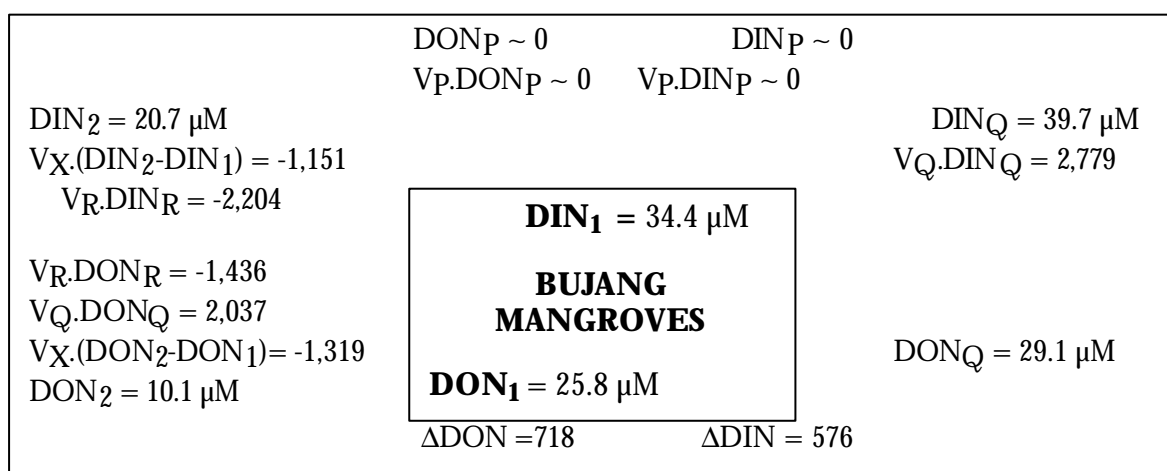 DONP ~ 0 DINP ~ 0
VP.DONP ~ 0 VP.DINP ~ 0
DIN2 = 20.7 µM DINQ = 39.7 µM
VX.(DIN2-DIN1) = -1,151 VQ.DINQ = 2,779
VR.DINR = -2,204
DIN1 = 34.4 µM
VR.DONR = -1,436
BUJANG
VQ.DONQ = 2,037
MANGROVES
VX.(DON2-DON1)= -1,319 DONQ = 29.1 µM
DON2 = 10.1 µM DON1 = 25.8 µM
ΔDON =718 ΔDIN = 576